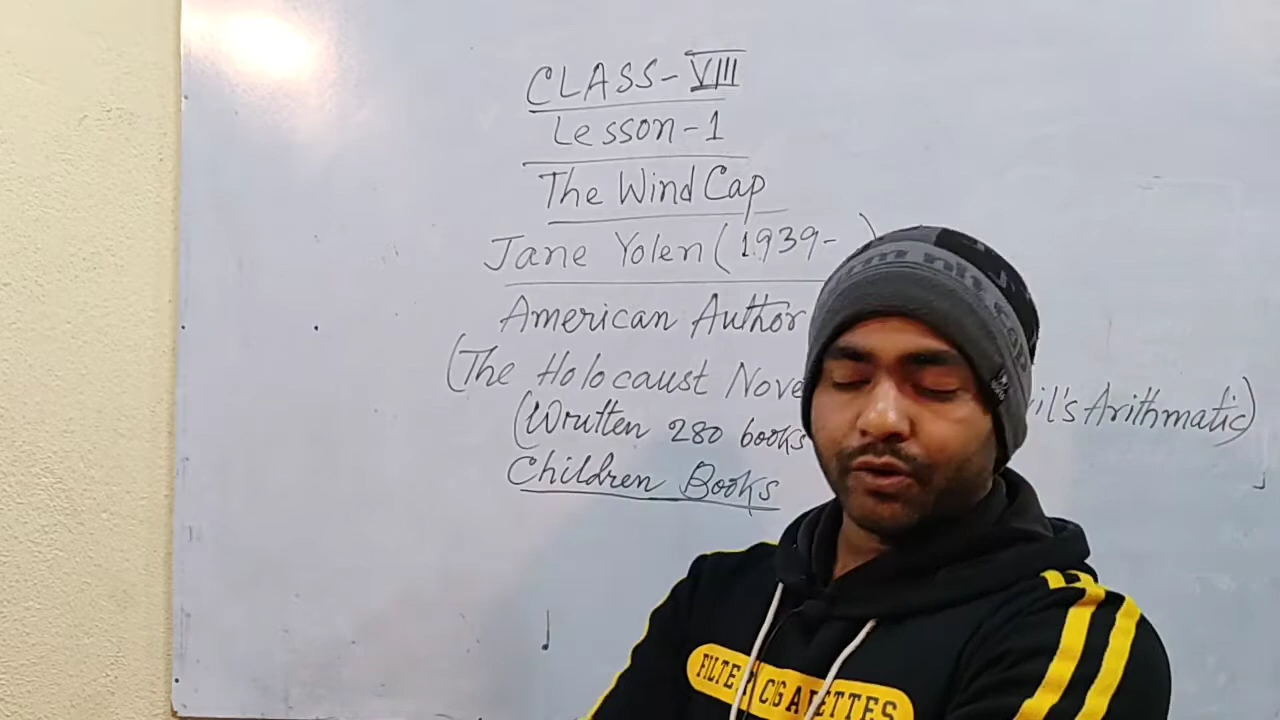 CLASS-VIII
Lesson-1
The Wind Cap
Jane Yolen (1939- )
American Author
(The Holocaust Nove il's Arithmatic)
(Written 280 books
Children Books
FILTER CIGARETTES